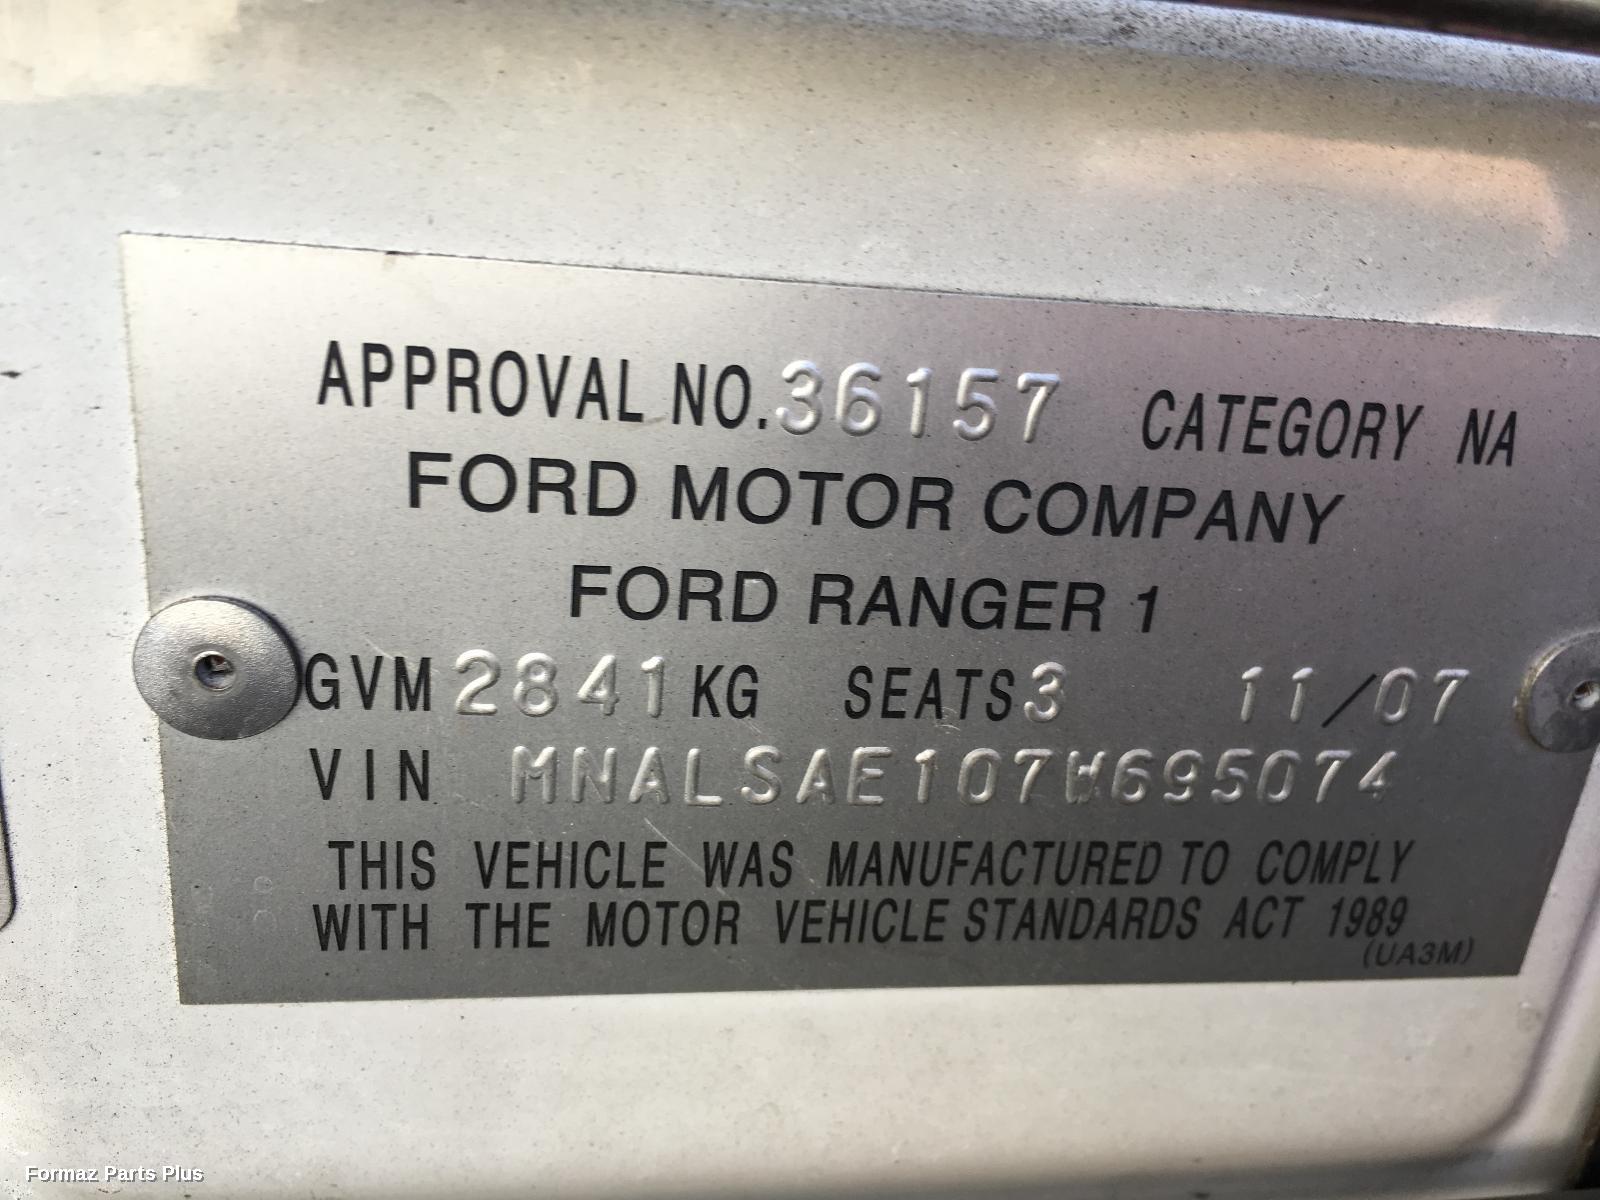 APPROVAL NO. 36157 CATEGORY NA
FORD MOTOR COMPANY
FORD RANGER 1
GVM 2841 KG SEATS 3 11/07
VIN MNALSAE107W695074
THIS VEHICLE WAS MANUFACTURED TO COMPLY
WITH THE MOTOR VEHICLE STANDARDS ACT 1989
(UA3M)
Formaz Parts Plus